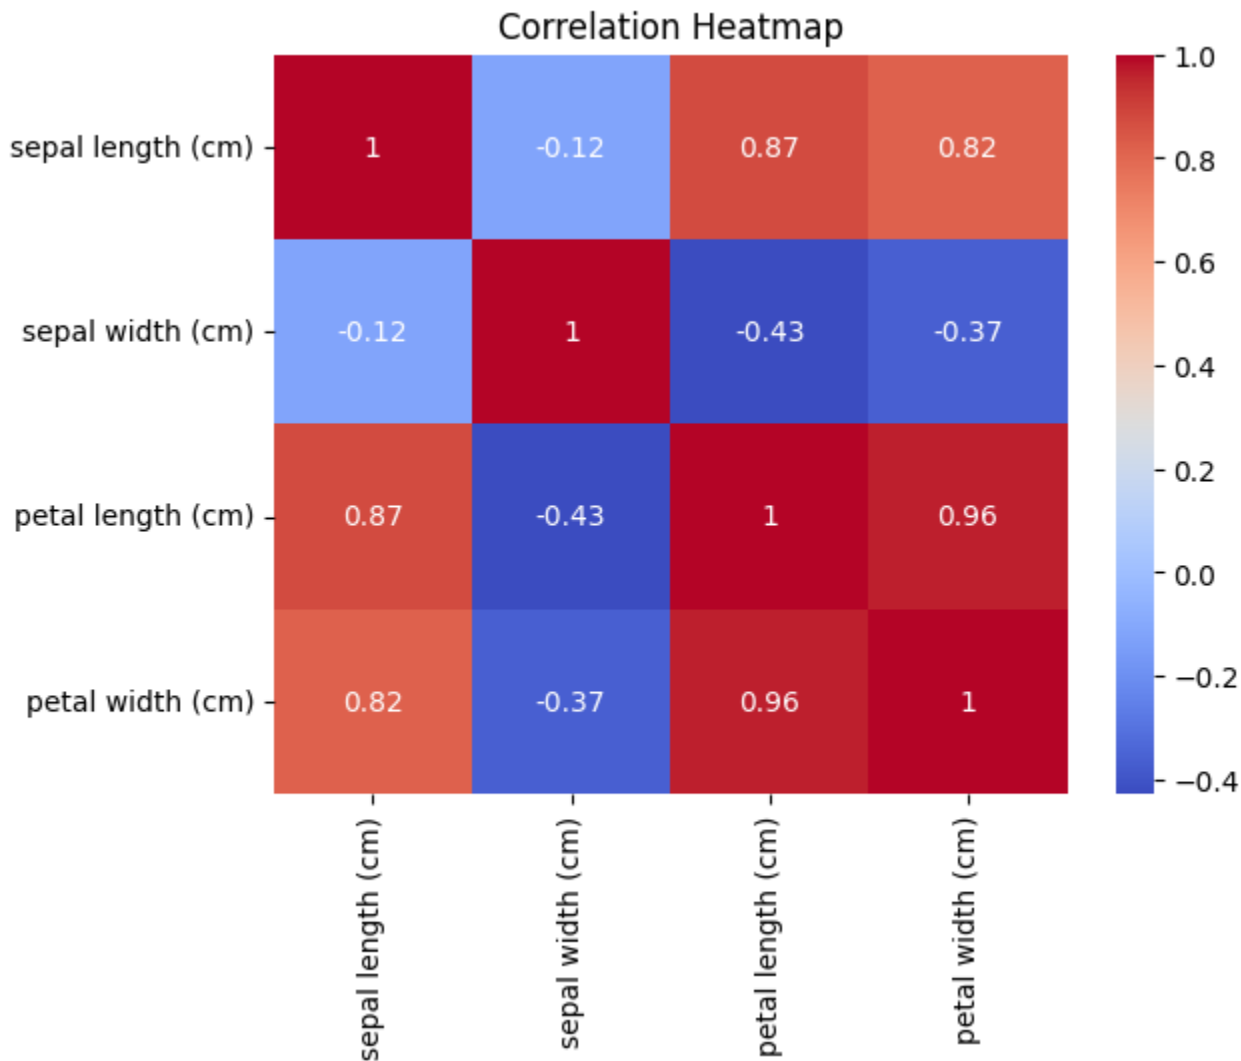 Correlation Heatmap
sepal length (cm) 1 -0.12 0.87 0.82
sepal width (cm) -0.12 1 -0.43 -0.37
petal length (cm) 0.87 -0.43 1 0.96
petal width (cm) 0.82 -0.37 0.96 1
sepal length (cm)
sepal width (cm)
petal length (cm)
petal width (cm)
1.0
0.8
0.6
0.4
0.2
0.0
−0.2
−0.4